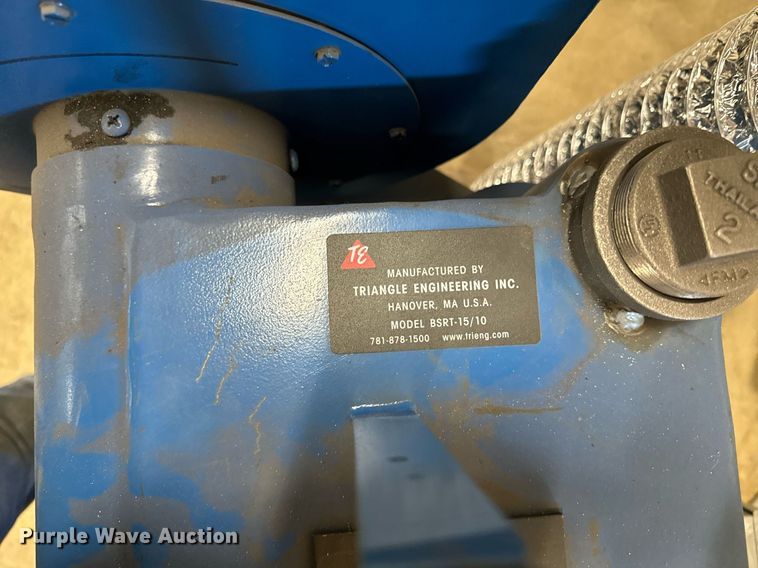 TE
MANUFACTURED BY
TRIANGLE ENGINEERING INC.
HANOVER, MA U.S.A.
MODEL BSRT-15/10
781-878-1500 www.trieng.com
2
Purple Wave Auction